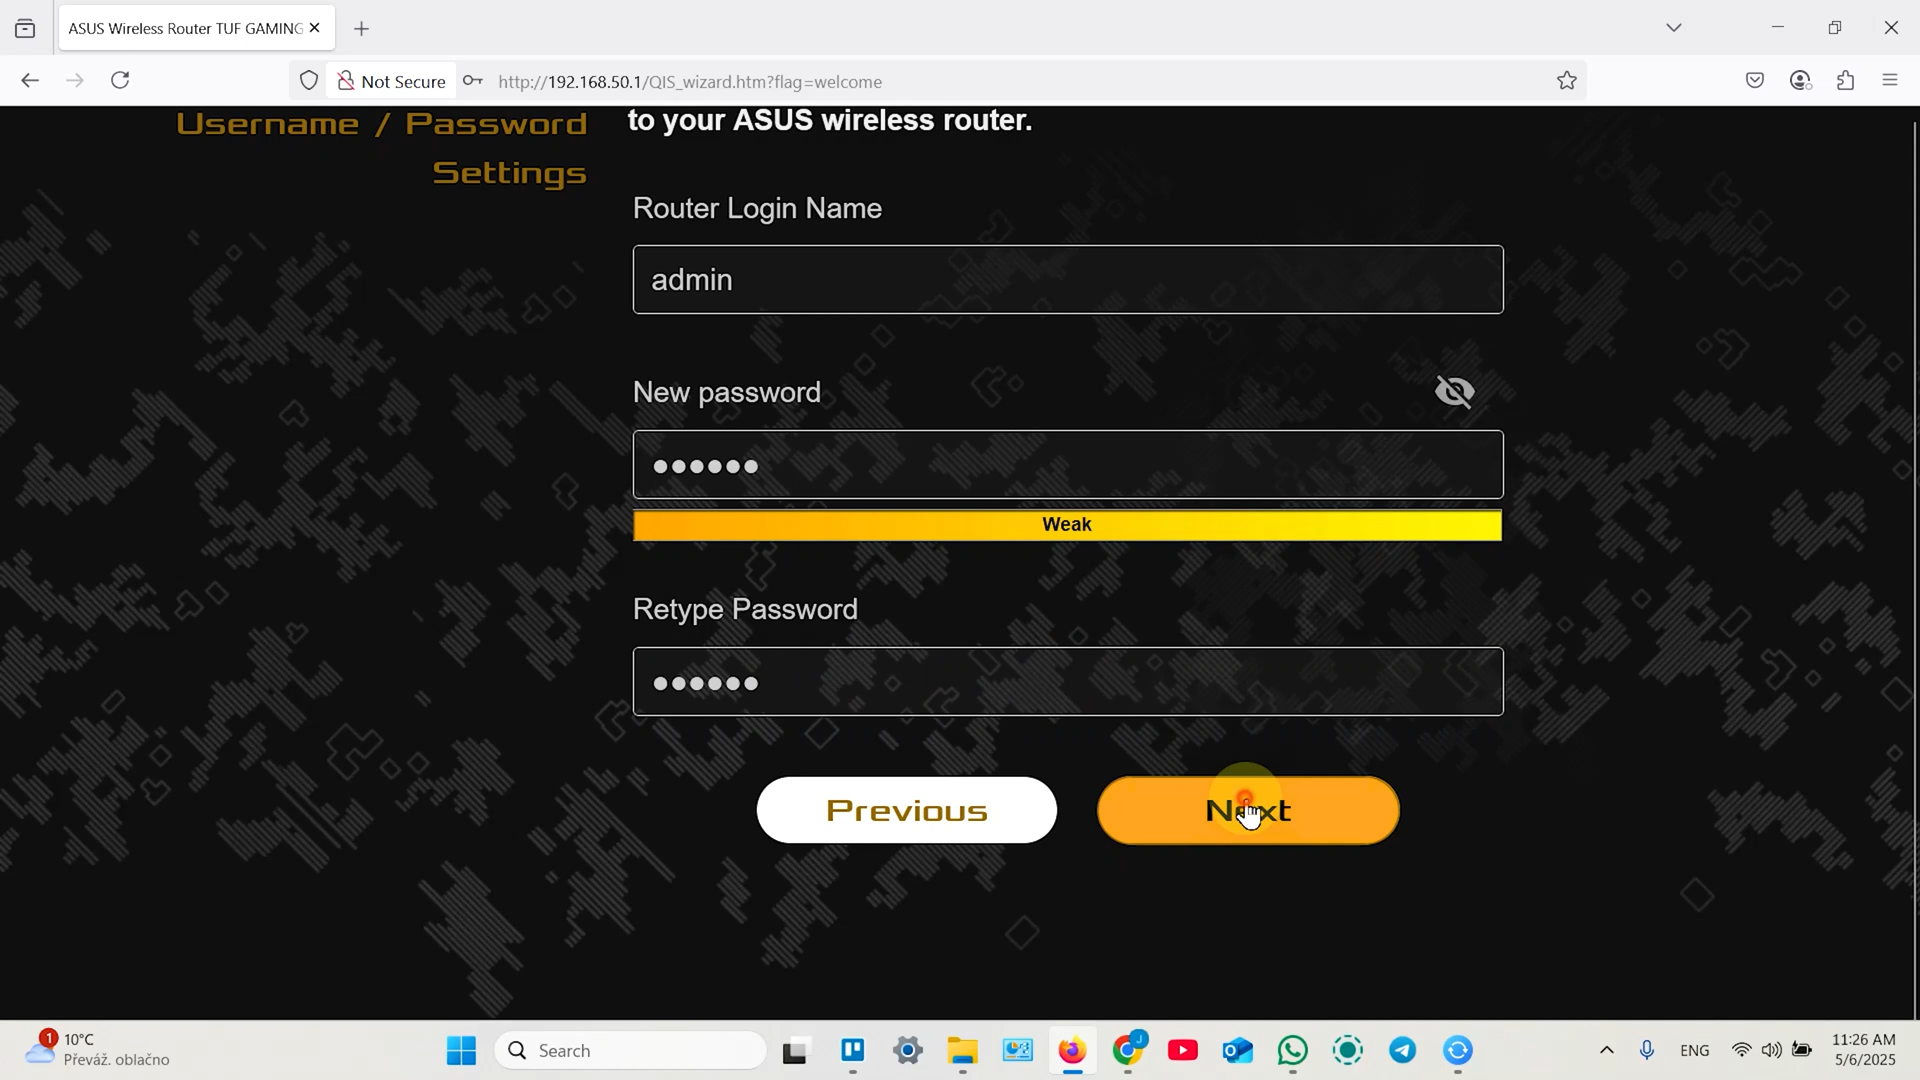 ASUS Wireless Router TUF GAMING
Not Secure
http://192.168.50.1/QIS_wizard.htm?flag=welcome
Username / Password
Settings
to your ASUS wireless router.
Router Login Name
admin
New password
●●●●●●
Weak
Retype Password
●●●●●●
Previous
Next
1
10°C
Převáž. oblačno
Search
J
ENG
11:26 AM
5/6/2025